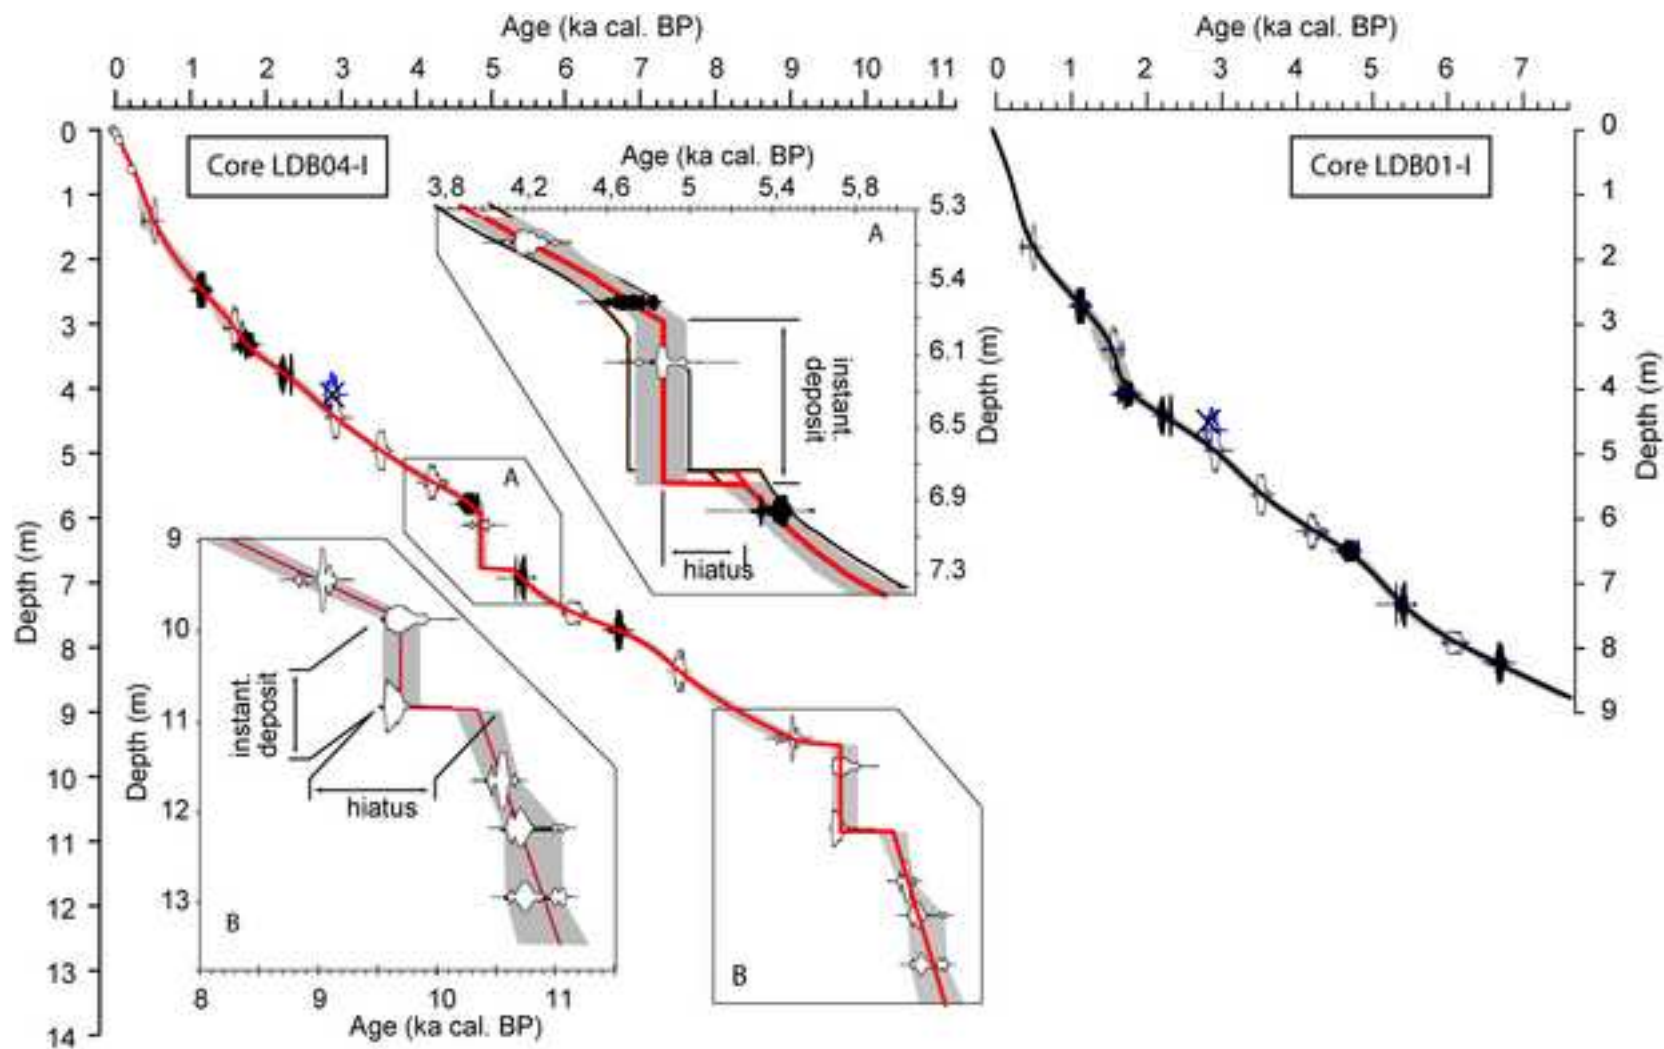 Age (ka cal. BP)
0 1 2 3 4 5 6 7 8 9 10 11
Age (ka cal. BP)
0 1 2 3 4 5 6 7
Core LDB04-I
Core LDB01-I
Depth (m)
0
1
2
3
4
5
6
7
8
9
10
11
12
13
14
Age (ka cal. BP)
3,8 4,2 4,6 5 5,4 5,8
A
5.3
5.4
6.1
6.5
6.9
7.3
Depth (m)
instant.
deposit
hiatus
A
Depth (m)
9
10
11
12
13
instant.
deposit
hiatus
B
8 9 10 11
Age (ka cal. BP)
B
0
1
2
3
4
5
6
7
8
9
Depth (m)